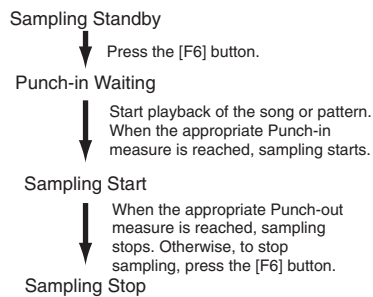 Sampling Standby
Press the [F6] button.
Punch-in Waiting
Start playback of the song or pattern.
When the appropriate Punch-in
measure is reached, sampling starts.
Sampling Start
When the appropriate Punch-out
measure is reached, sampling
stops. Otherwise, to stop
sampling, press the [F6] button.
Sampling Stop